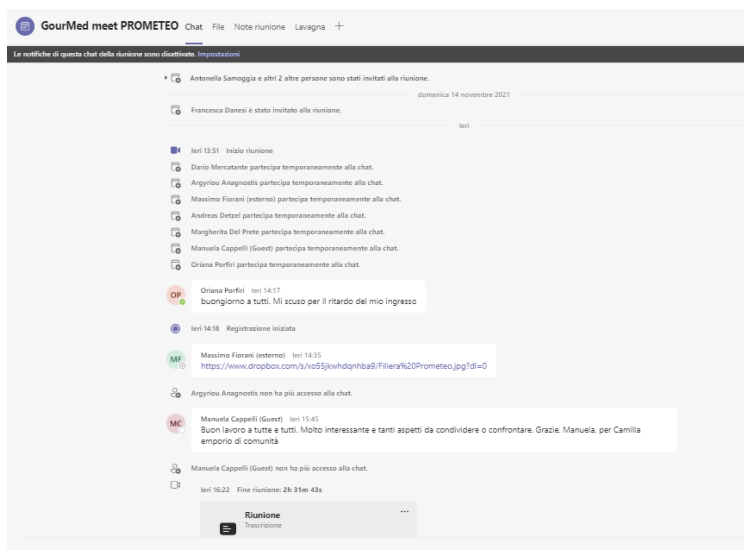 GourMed meet PROMETEO Chat File Note riunione Lavagna
Le notifiche di questa chat della riunione sono disattivate. Impostazioni
Antonella Samoggia e altri 2 altre persone sono stati invitati alla riunione.
domenica 14 novembre 2021
Francesca Danesi è stato invitato alla riunione.
Ieri
Ieri 13:51 Inizio riunione
Dario Mercatante partecipa temporaneamente alla chat.
Argyriou Anagnostis partecipa temporaneamente alla chat.
Massimo Fiorani (esterno) partecipa temporaneamente alla chat.
Andreas Detzel partecipa temporaneamente alla chat.
Margherita Del Prete partecipa temporaneamente alla chat.
Manuela Cappelli (Guest) partecipa temporaneamente alla chat.
Oriana Porfiri partecipa temporaneamente alla chat.
OP
Oriana Porfiri Ieri 14:17
buongiorno a tutti. Mi scuso per il ritardo del mio ingresso
Ieri 14:18 Registrazione iniziata
MF
Massimo Fiorani (esterno) Ieri 14:35
https://www.dropbox.com/s/xo55jkwhdqnhba9/Filiera%20Prometeo.jpg?dl=0
Argyriou Anagnostis non ha più accesso alla chat.
MC
Manuela Cappelli (Guest) Ieri 15:45
Buon lavoro a tutte e tutti. Molto interessante e tanti aspetti da condividere o confrontare. Grazie. Manuela, per Camilla
emporio di comunità
Manuela Cappelli (Guest) non ha più accesso alla chat.
Ieri 16:22 Fine riunione: 2h 31m 43s
Riunione
Trascrizione